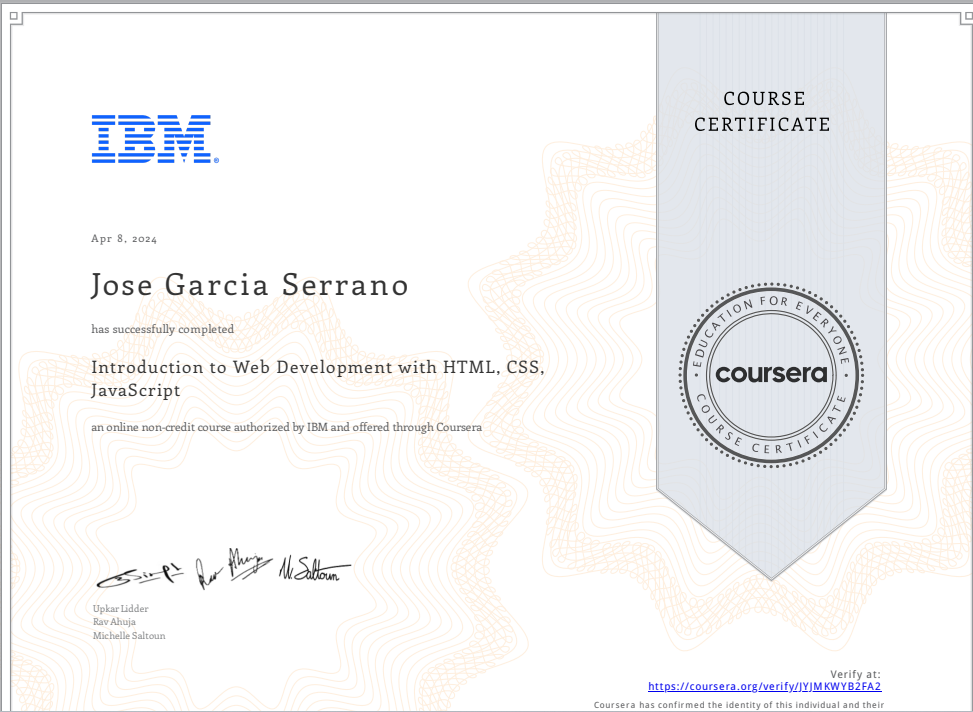 COURSE
CERTIFICATE
IBM®
Apr 8, 2024
Jose Garcia Serrano
has successfully completed
Introduction to Web Development with HTML, CSS,
JavaScript
an online non-credit course authorized by IBM and offered through Coursera
EDUCATION FOR EVERYONE
coursera
COURSE CERTIFICATE
M. Saltoun
Upkar Lidder
Rav Ahuja
Michelle Saltoun
Verify at:
https://coursera.org/verify/JYJMKWYB2FA2
Coursera has confirmed the identity of this individual and their